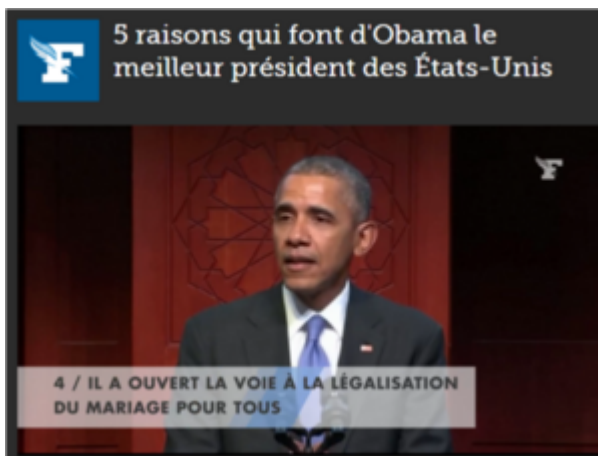 5 raisons qui font d'Obama le
meilleur président des États-Unis
4 / IL A OUVERT LA VOIE À LA LÉGALISATION
DU MARIAGE POUR TOUS